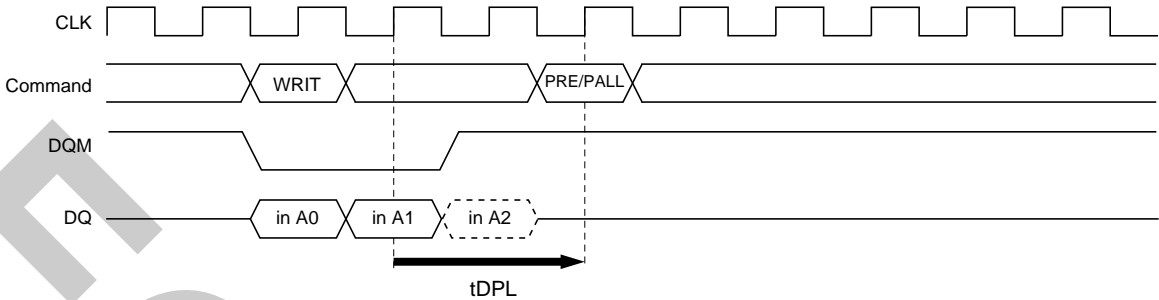 CLK
Command WRIT PRE/PALL
DQM
DQ in A0 in A1 in A2
tDPL